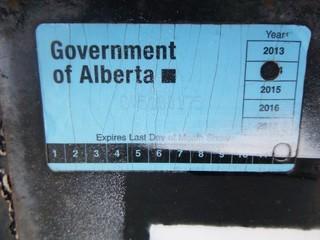 Government
of Alberta
Year
2013
2015
2016
Expires Last Day of Month
1 2 3 4 5 6 7 8 9 10